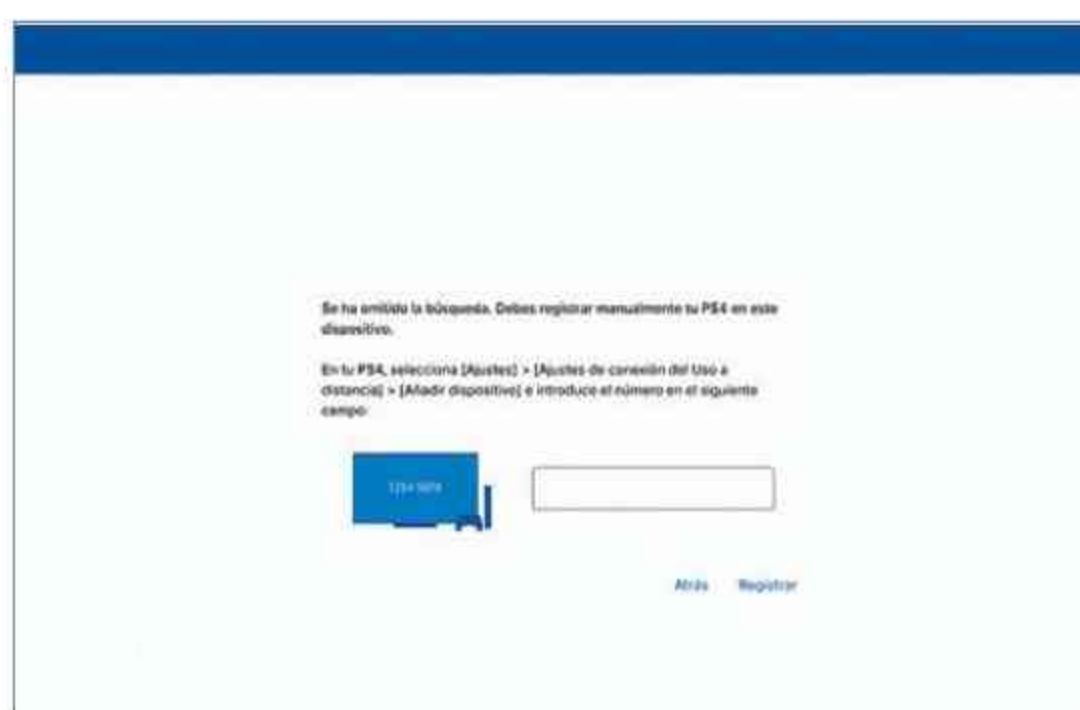 Se ha omitido la búsqueda. Debes registrar manualmente tu PS4 en este
dispositivo.
En tu PS4, selecciona [Ajustes] > [Ajustes de conexión del Uso a
distancia] > [Añadir dispositivo] e introduce el número en el siguiente
campo:
Atrás Registrar